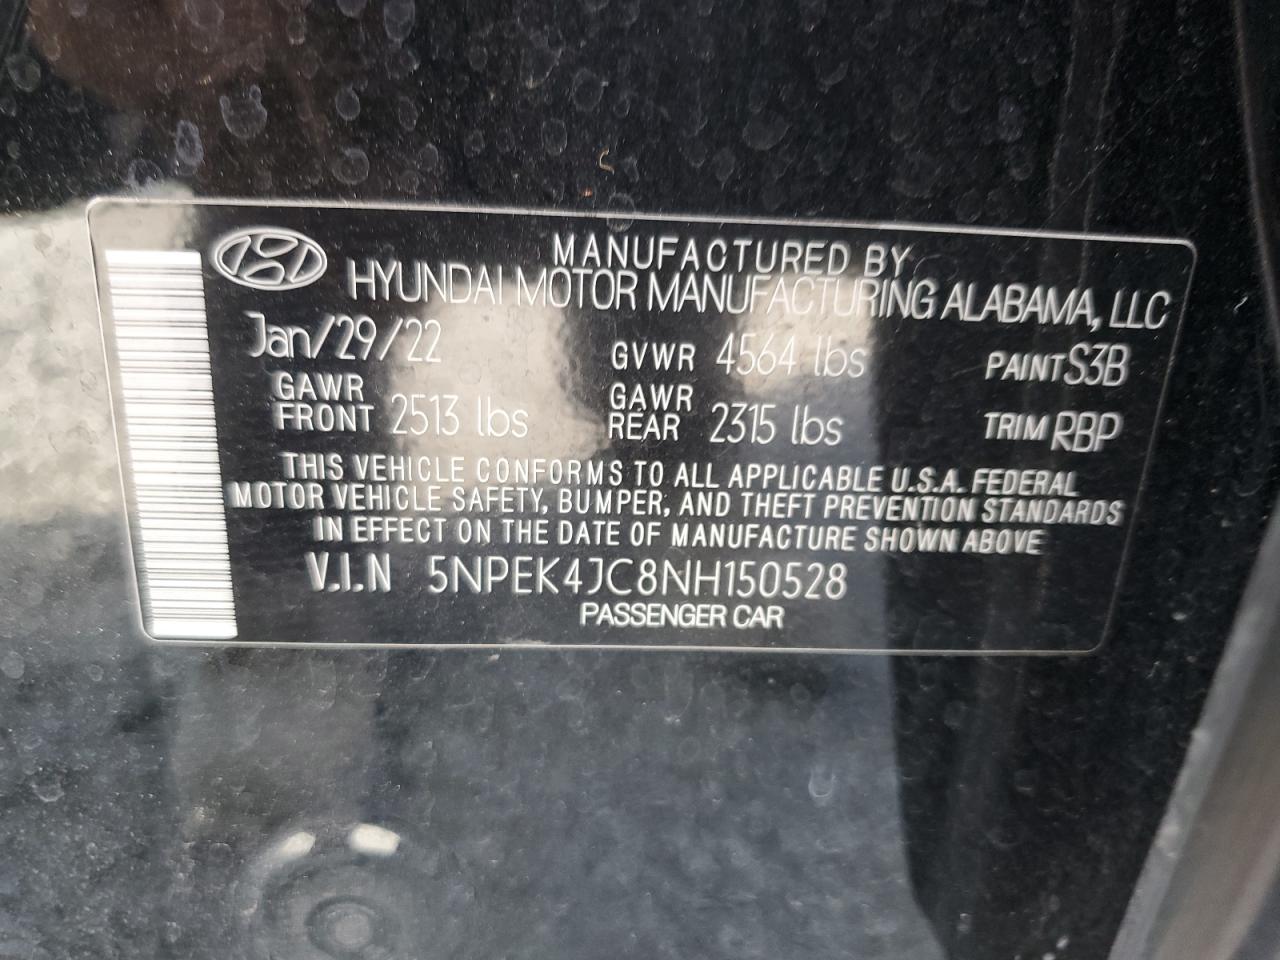 MANUFACTURED BY
HYUNDAI MOTOR MANUFACTURING ALABAMA, LLC
Jan/29/22 GVWR 4564 lbs PAINT S3B
GAWR FRONT 2513 lbs GAWR REAR 2315 lbs TRIM RBP
THIS VEHICLE CONFORMS TO ALL APPLICABLE U.S.A. FEDERAL
MOTOR VEHICLE SAFETY, BUMPER, AND THEFT PREVENTION STANDARDS
IN EFFECT ON THE DATE OF MANUFACTURE SHOWN ABOVE
V.I.N 5NPEK4JC8NH150528
PASSENGER CAR